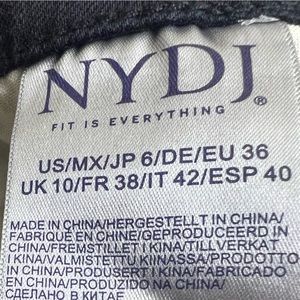 NYDJ®
FIT IS EVERYTHING
US/MX/JP 6/DE/EU 36
UK 10/FR 38/IT 42/ESP 40
MADE IN CHINA/HERGESTELLT IN CHINA/
FABRIQUÉ EN CHINE/GEPRODUCEERD IN
CHINA/FREMSTILLET I KINA/TILLVERKAT
I KINA/VALMISTETTU KIINASSA/PRODOTTO
IN CHINA/PRODUSERT I KINA/FABRICADO
EN CHINA/PRODUZIDO NA CHINA/
СДЕЛАНО В КИТАЕ